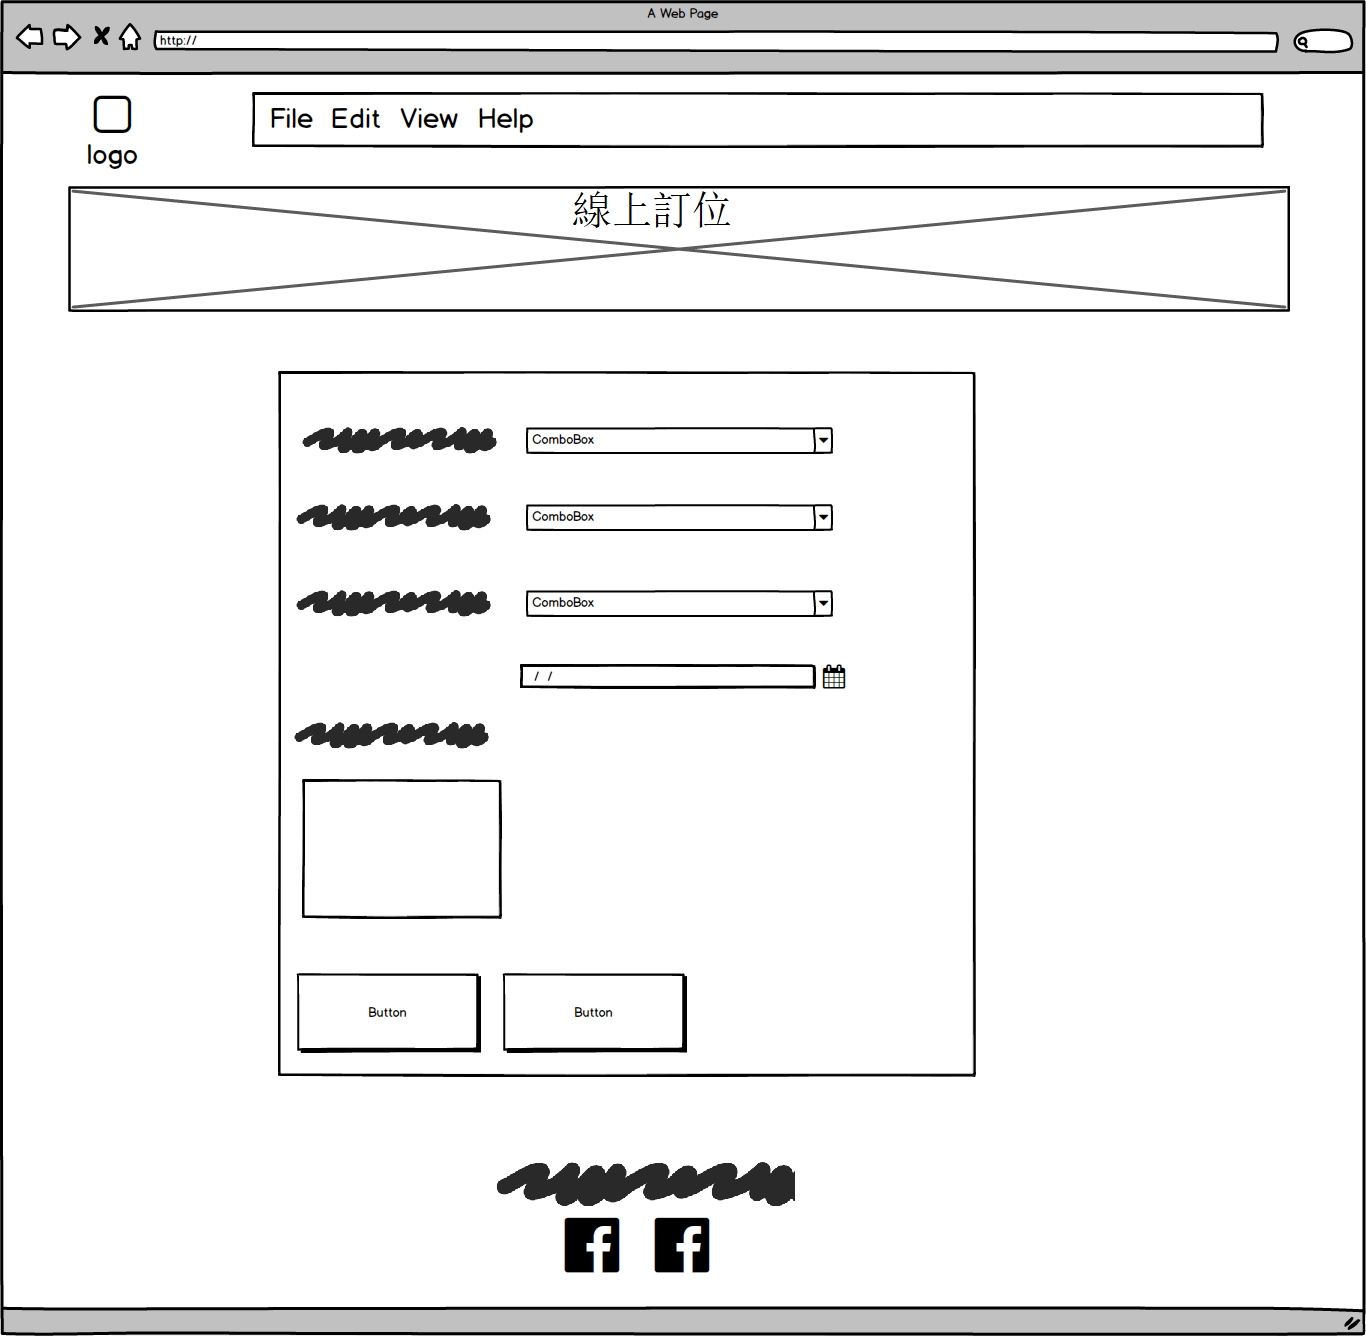 A Web Page
http://
File Edit View Help
logo
線上訂位
ComboBox
ComboBox
ComboBox
/ /
Button Button